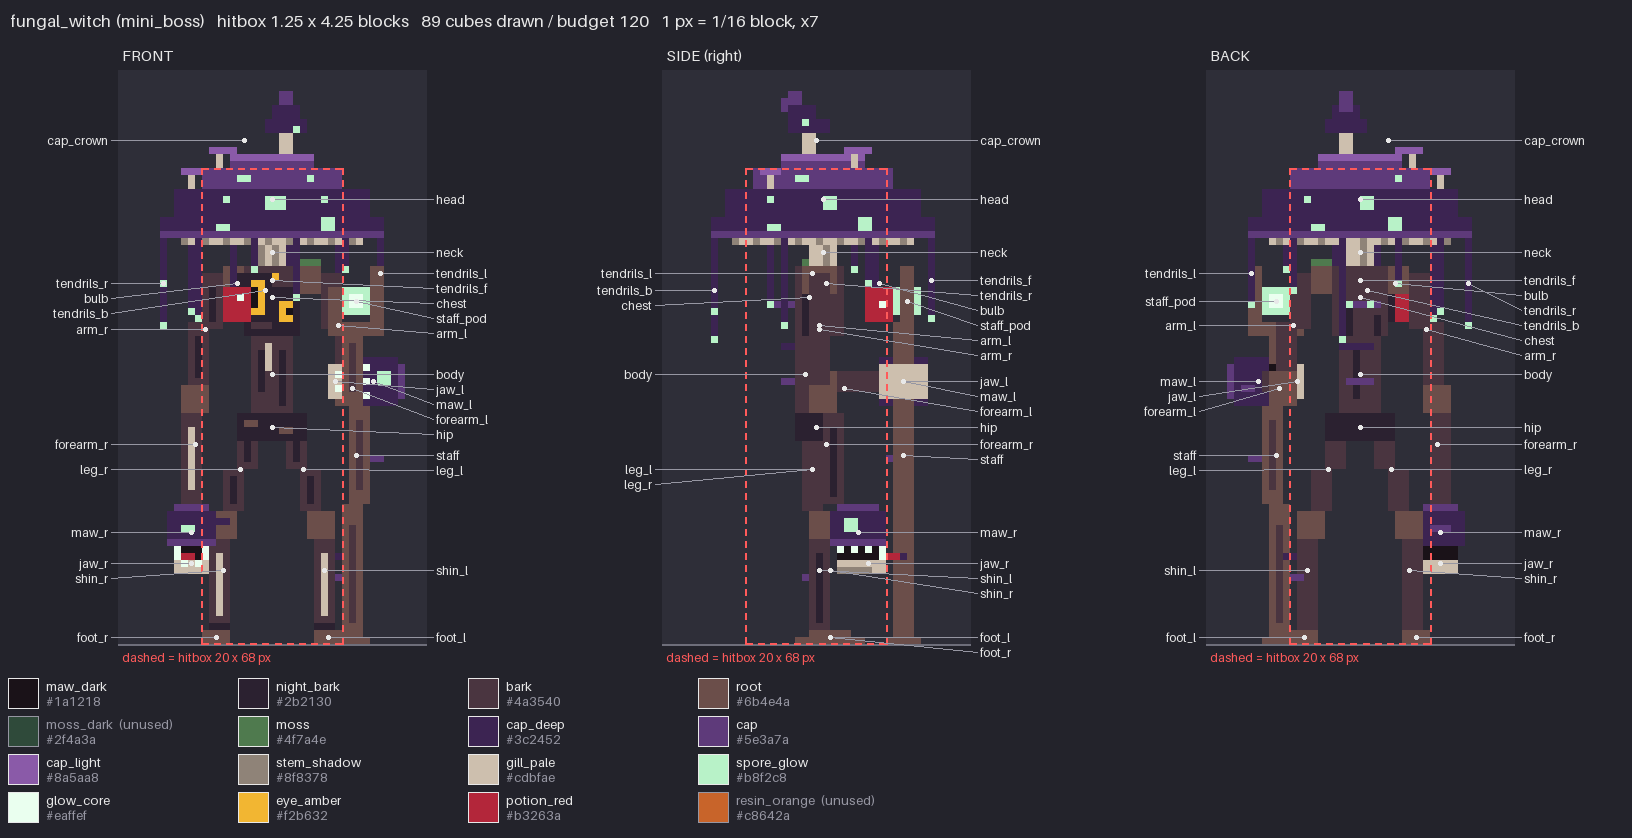 fungal_witch (mini_boss)   hitbox 1.25 x 4.25 blocks   89 cubes drawn / budget 120   1 px = 1/16 block, x7
FRONT
cap_crown
head
neck
tendrils_l
tendrils_f
chest
staff_pod
arm_l
body
jaw_l
maw_l
forearm_l
hip
staff
leg_l
shin_l
foot_l
tendrils_r
bulb
tendrils_b
arm_r
forearm_r
leg_r
maw_r
jaw_r
shin_r
foot_r
dashed = hitbox 20 x 68 px
SIDE (right)
tendrils_l
tendrils_b
chest
body
leg_l
leg_r
cap_crown
head
neck
tendrils_f
tendrils_r
bulb
staff_pod
arm_l
arm_r
jaw_l
maw_l
forearm_l
hip
forearm_r
staff
maw_r
jaw_r
shin_l
shin_r
foot_l
foot_r
dashed = hitbox 20 x 68 px
BACK
tendrils_l
staff_pod
arm_l
maw_l
jaw_l
forearm_l
staff
leg_l
shin_l
foot_l
cap_crown
head
neck
tendrils_f
bulb
tendrils_r
tendrils_b
chest
arm_r
body
hip
forearm_r
leg_r
maw_r
jaw_r
shin_r
foot_r
dashed = hitbox 20 x 68 px
maw_dark
#1a1218
night_bark
#2b2130
bark
#4a3540
root
#6b4e4a
moss_dark (unused)
#2f4a3a
moss
#4f7a4e
cap_deep
#3c2452
cap
#5e3a7a
cap_light
#8a5aa8
stem_shadow
#8f8378
gill_pale
#cdbfae
spore_glow
#b8f2c8
glow_core
#eaffef
eye_amber
#f2b632
potion_red
#b3263a
resin_orange (unused)
#c8642a